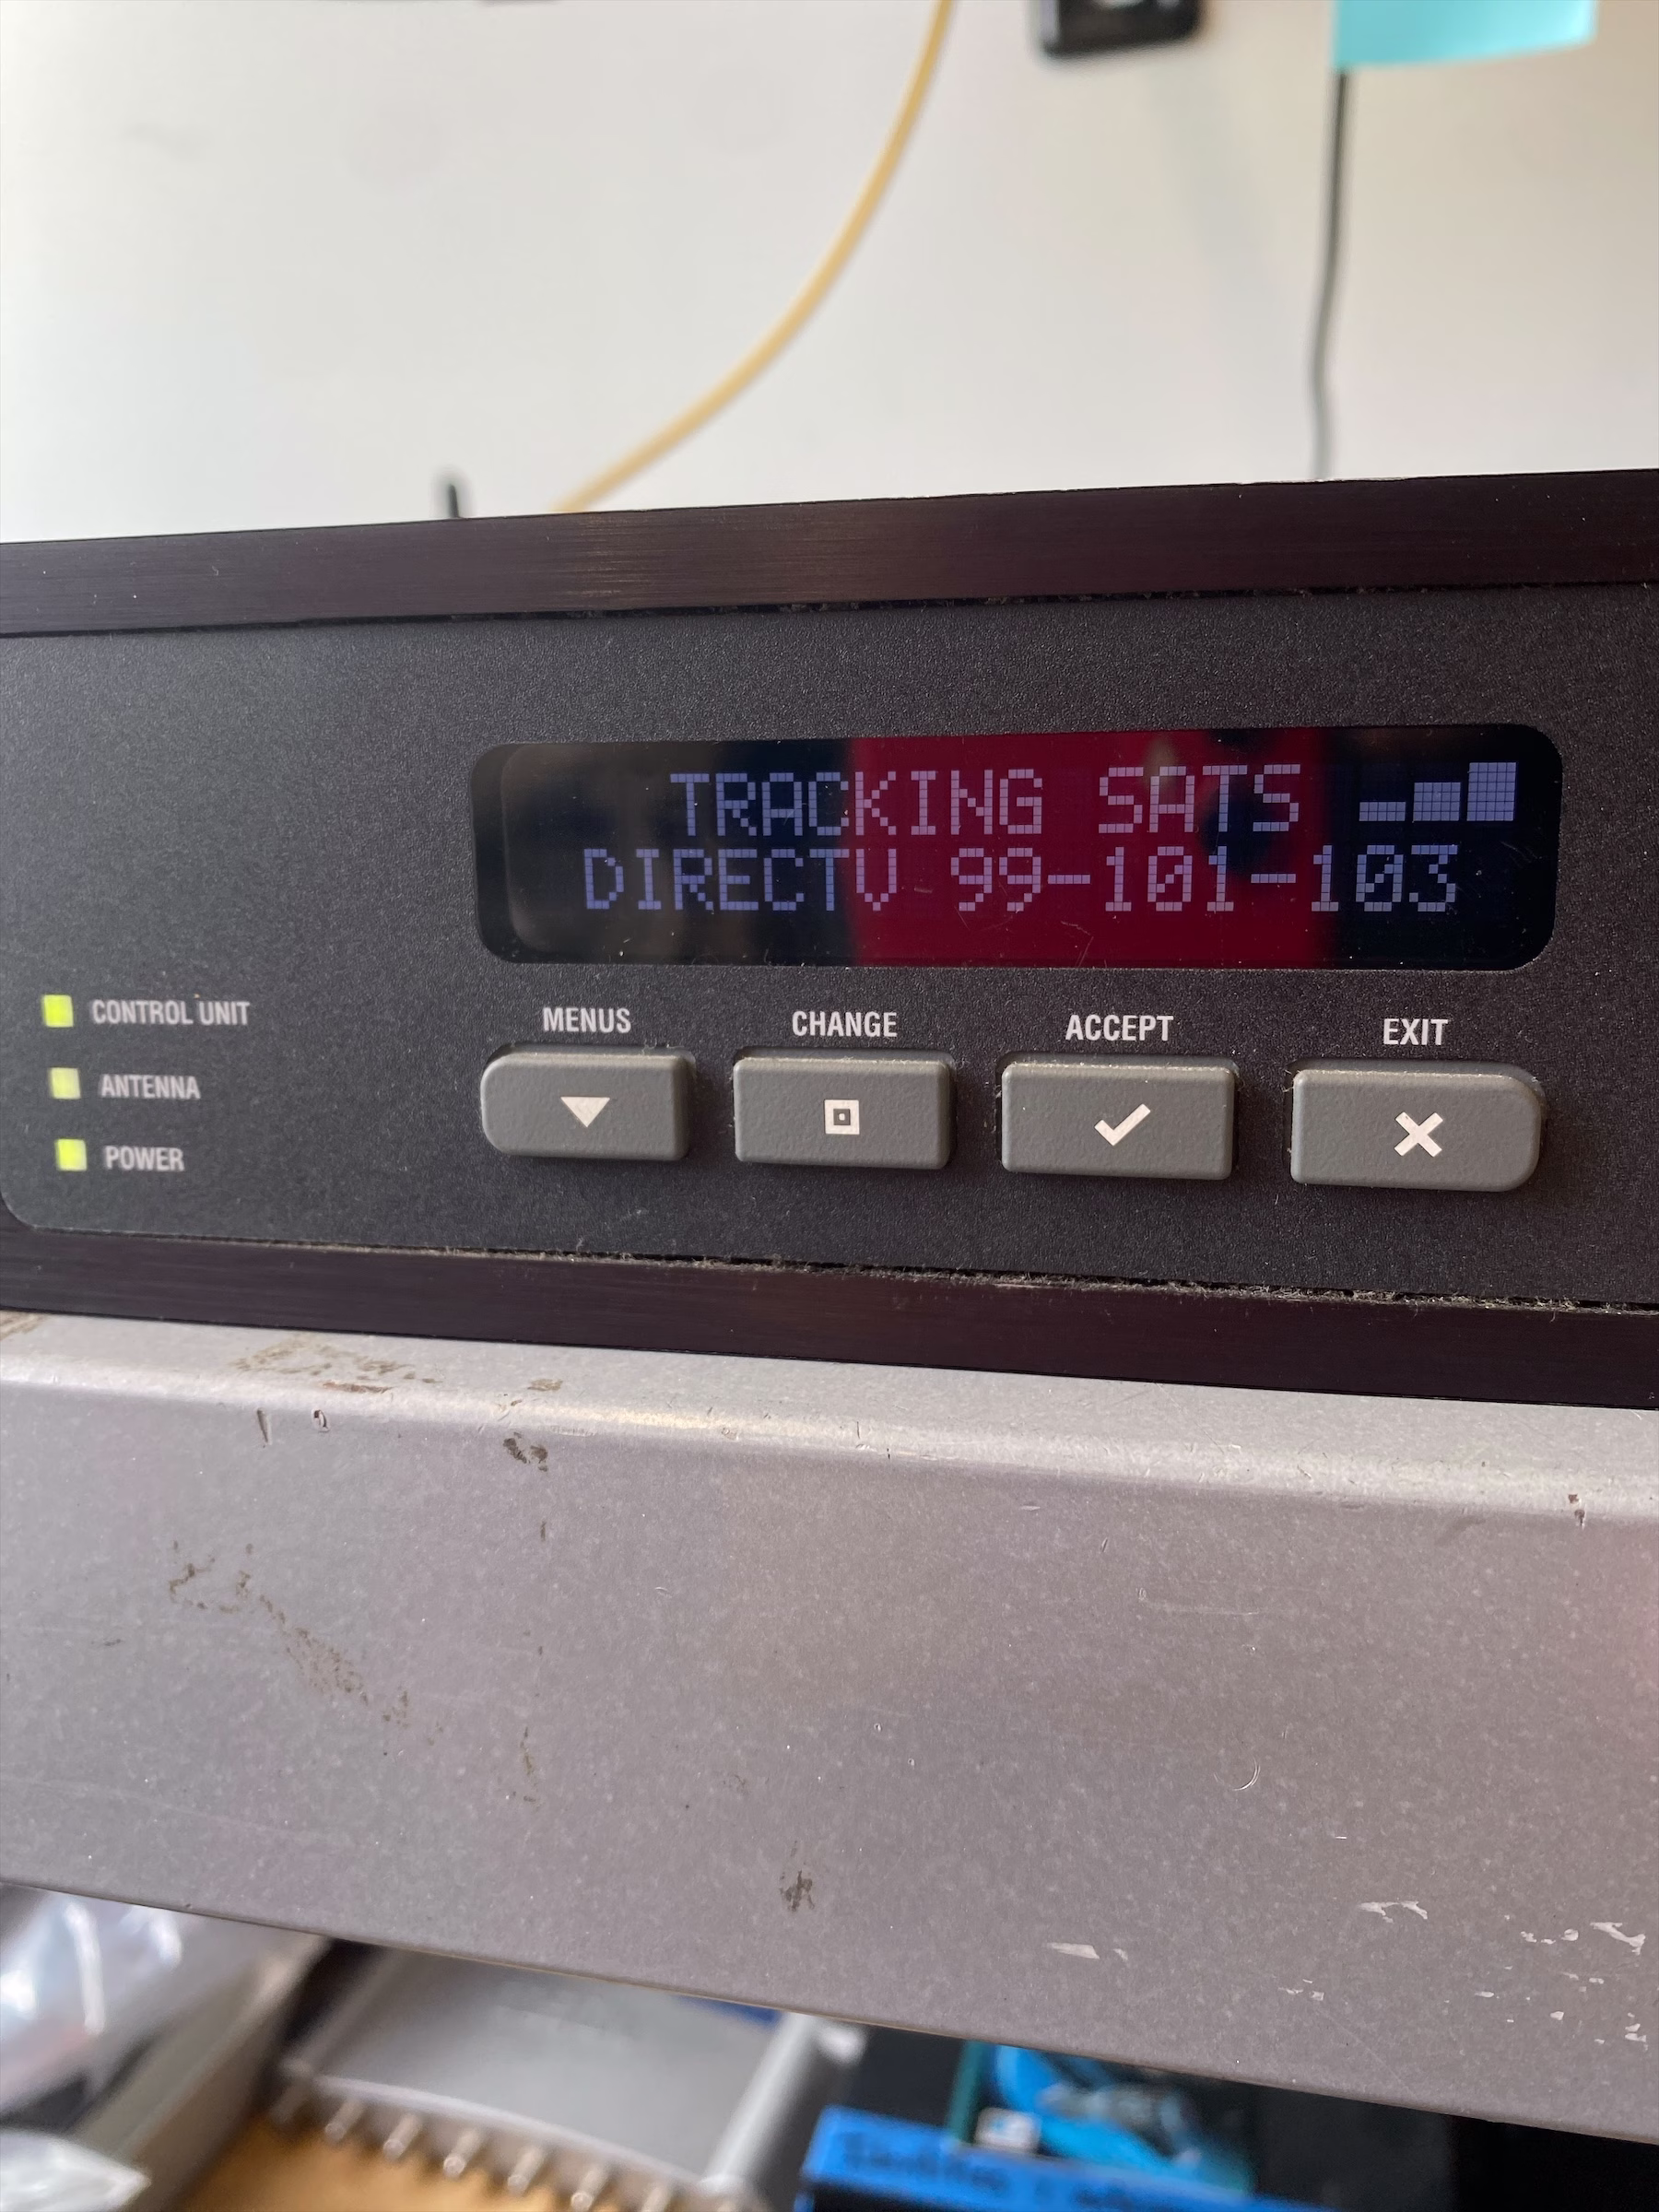 TRACKING SATS
DIRECTV 99-101-103
CONTROL UNIT
ANTENNA
POWER
MENUS
CHANGE
ACCEPT
EXIT